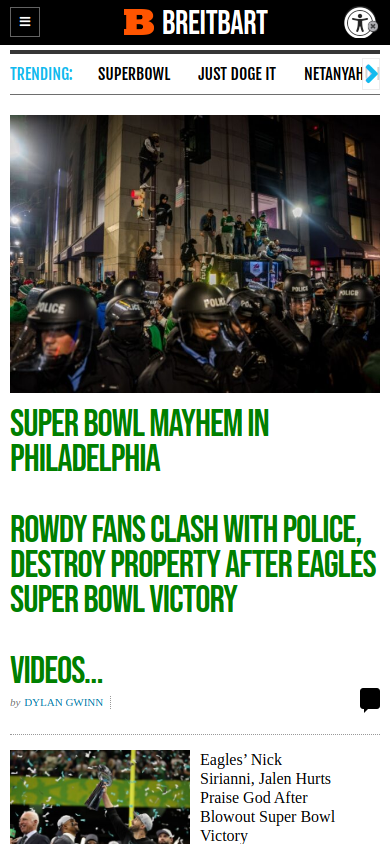 BREITBART
TRENDING: SUPERBOWL JUST DOGE IT NETANYAH
POLICE
POLICE
POLICE
POLICE
SUPER BOWL MAYHEM IN
PHILADELPHIA
ROWDY FANS CLASH WITH POLICE,
DESTROY PROPERTY AFTER EAGLES
SUPER BOWL VICTORY
VIDEOS...
by DYLAN GWINN
Eagles’ Nick
Sirianni, Jalen Hurts
Praise God After
Blowout Super Bowl
Victory